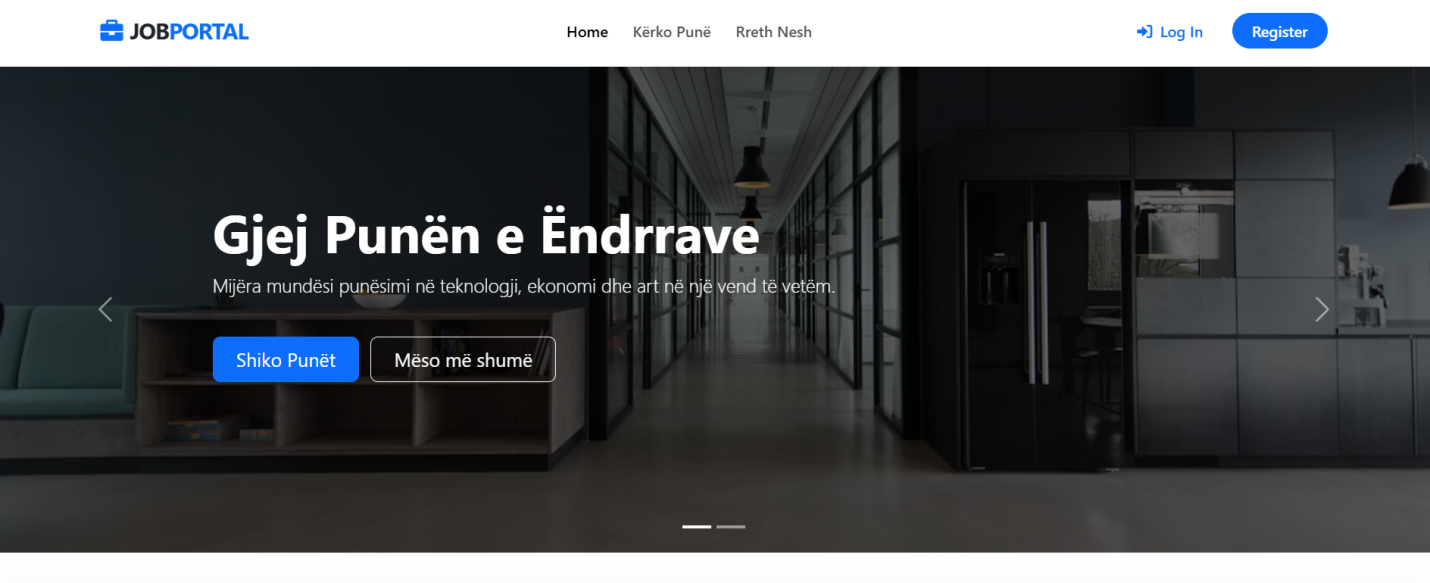 JOBPORTAL
Home Kërko Punë Rreth Nesh
Log In Register
Gjej Punën e Ëndrrave
Mijëra mundësi punësimi në teknologji, ekonomi dhe art në një vend të vetëm.
Shiko Punët Mëso më shumë